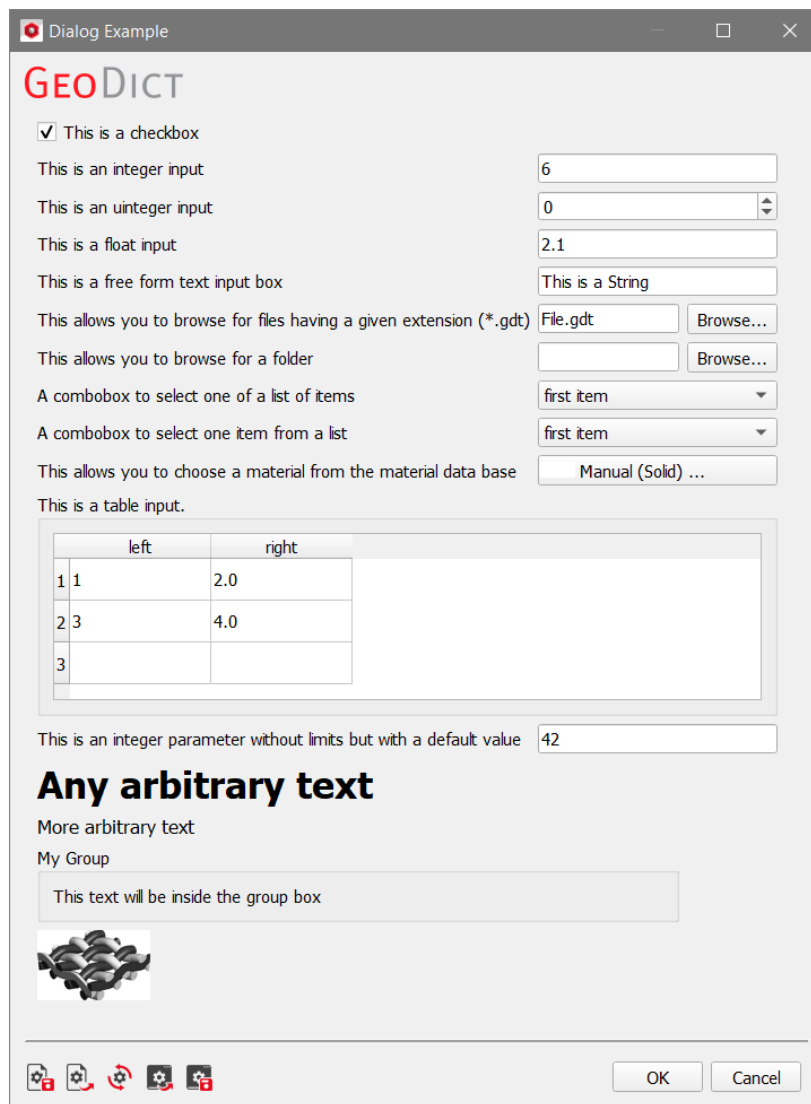 Dialog Example
GEODICT
This is a checkbox
This is an integer input 6
This is an uinteger input 0
This is a float input 2.1
This is a free form text input box This is a String
This allows you to browse for files having a given extension (*.gdt) File.gdt Browse...
This allows you to browse for a folder Browse...
A combobox to select one of a list of items first item
A combobox to select one item from a list first item
This allows you to choose a material from the material data base Manual (Solid) ...
This is a table input.
left right
1 1 2.0
2 3 4.0
3
This is an integer parameter without limits but with a default value 42
Any arbitrary text
More arbitrary text
My Group
This text will be inside the group box
OK Cancel